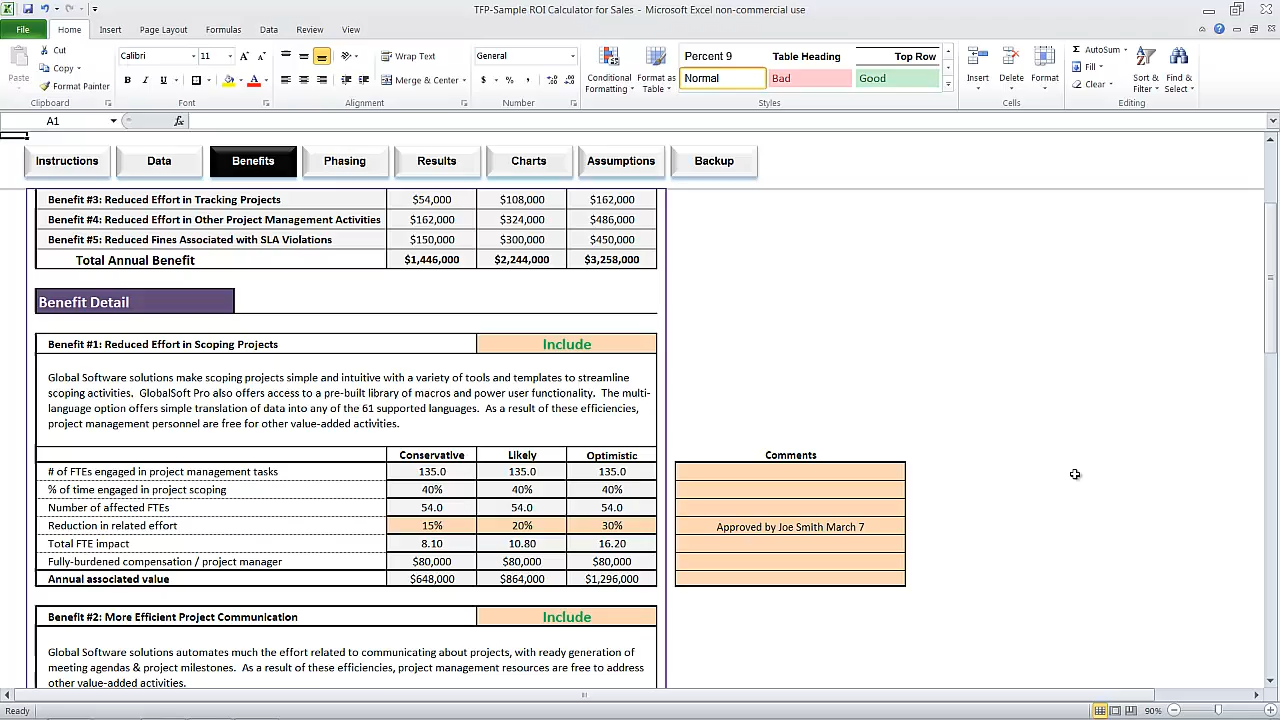 TFP-Sample ROI Calculator for Sales - Microsoft Excel non-commercial use
File Home Insert Page Layout Formulas Data Review View
Paste Cut Copy Format Painter
Calibri 11
Wrap Text
Merge & Center
General
Conditional Formatting Format as Table
Percent 9 Table Heading Top Row
Normal Bad Good
Insert Delete Format
AutoSum Fill Clear
Sort & Filter Find & Select
Clipboard Font Alignment Number Styles Cells Editing
A1 fx
Instructions Data Benefits Phasing Results Charts Assumptions Backup
Benefit #3: Reduced Effort in Tracking Projects $54,000 $108,000 $162,000
Benefit #4: Reduced Effort in Other Project Management Activities $162,000 $324,000 $486,000
Benefit #5: Reduced Fines Associated with SLA Violations $150,000 $300,000 $450,000
Total Annual Benefit $1,446,000 $2,244,000 $3,258,000
Benefit Detail
Benefit #1: Reduced Effort in Scoping Projects Include
Global Software solutions make scoping projects simple and intuitive with a variety of tools and templates to streamline
scoping activities. GlobalSoft Pro also offers access to a pre-built library of macros and power user functionality. The multi-
language option offers simple translation of data into any of the 61 supported languages. As a result of these efficiencies,
project management personnel are free for other value-added activities.
Conservative Likely Optimistic Comments
# of FTEs engaged in project management tasks 135.0 135.0 135.0
% of time engaged in project scoping 40% 40% 40%
Number of affected FTEs 54.0 54.0 54.0
Reduction in related effort 15% 20% 30% Approved by Joe Smith March 7
Total FTE impact 8.10 10.80 16.20
Fully-burdened compensation / project manager $80,000 $80,000 $80,000
Annual associated value $648,000 $864,000 $1,296,000
Benefit #2: More Efficient Project Communication Include
Global Software solutions automates much the effort related to communicating about projects, with ready generation of
meeting agendas & project milestones. As a result of these efficiencies, project management resources are free to address
other value-added activities.
Ready 90%